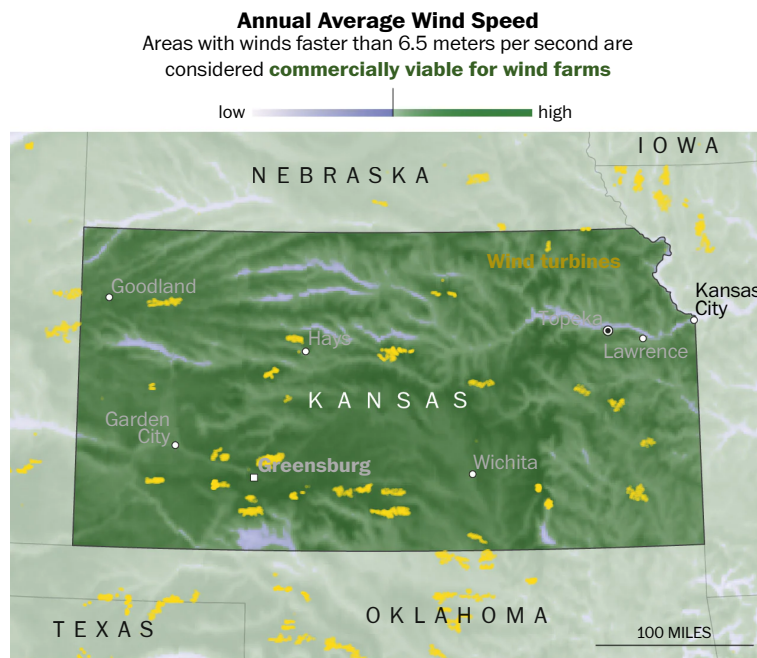 Annual Average Wind Speed
Areas with winds faster than 6.5 meters per second are
considered commercially viable for wind farms
low
high
IOWA
NEBRASKA
Wind turbines
Goodland
Kansas
City
Topeka
Hays
Lawrence
KANSAS
Garden
City
Greensburg
Wichita
OKLAHOMA
TEXAS
100 MILES